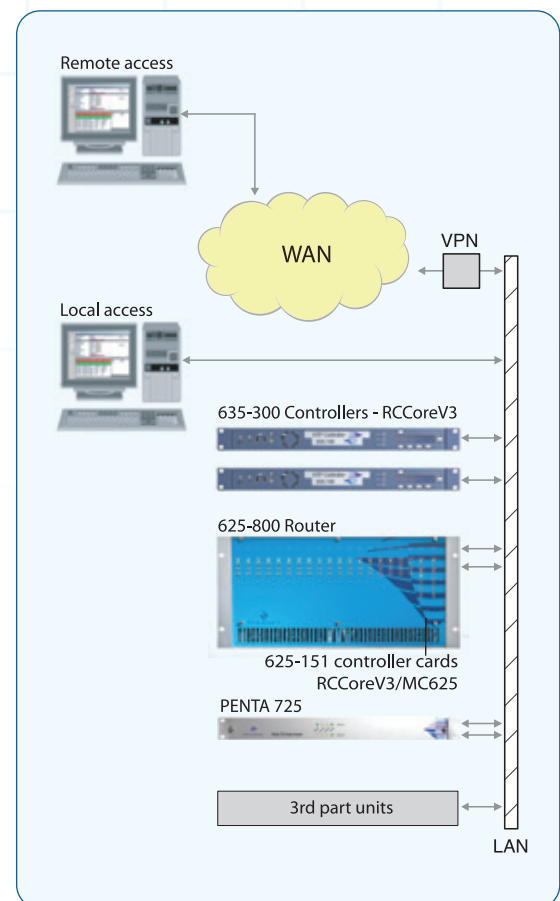 Remote access
WAN
VPN
Local access
635-300 Controllers - RCCoreV3
625-800 Router
625-151 controller cards
RCCoreV3/MC625
PENTA 725
3rd part units
LAN